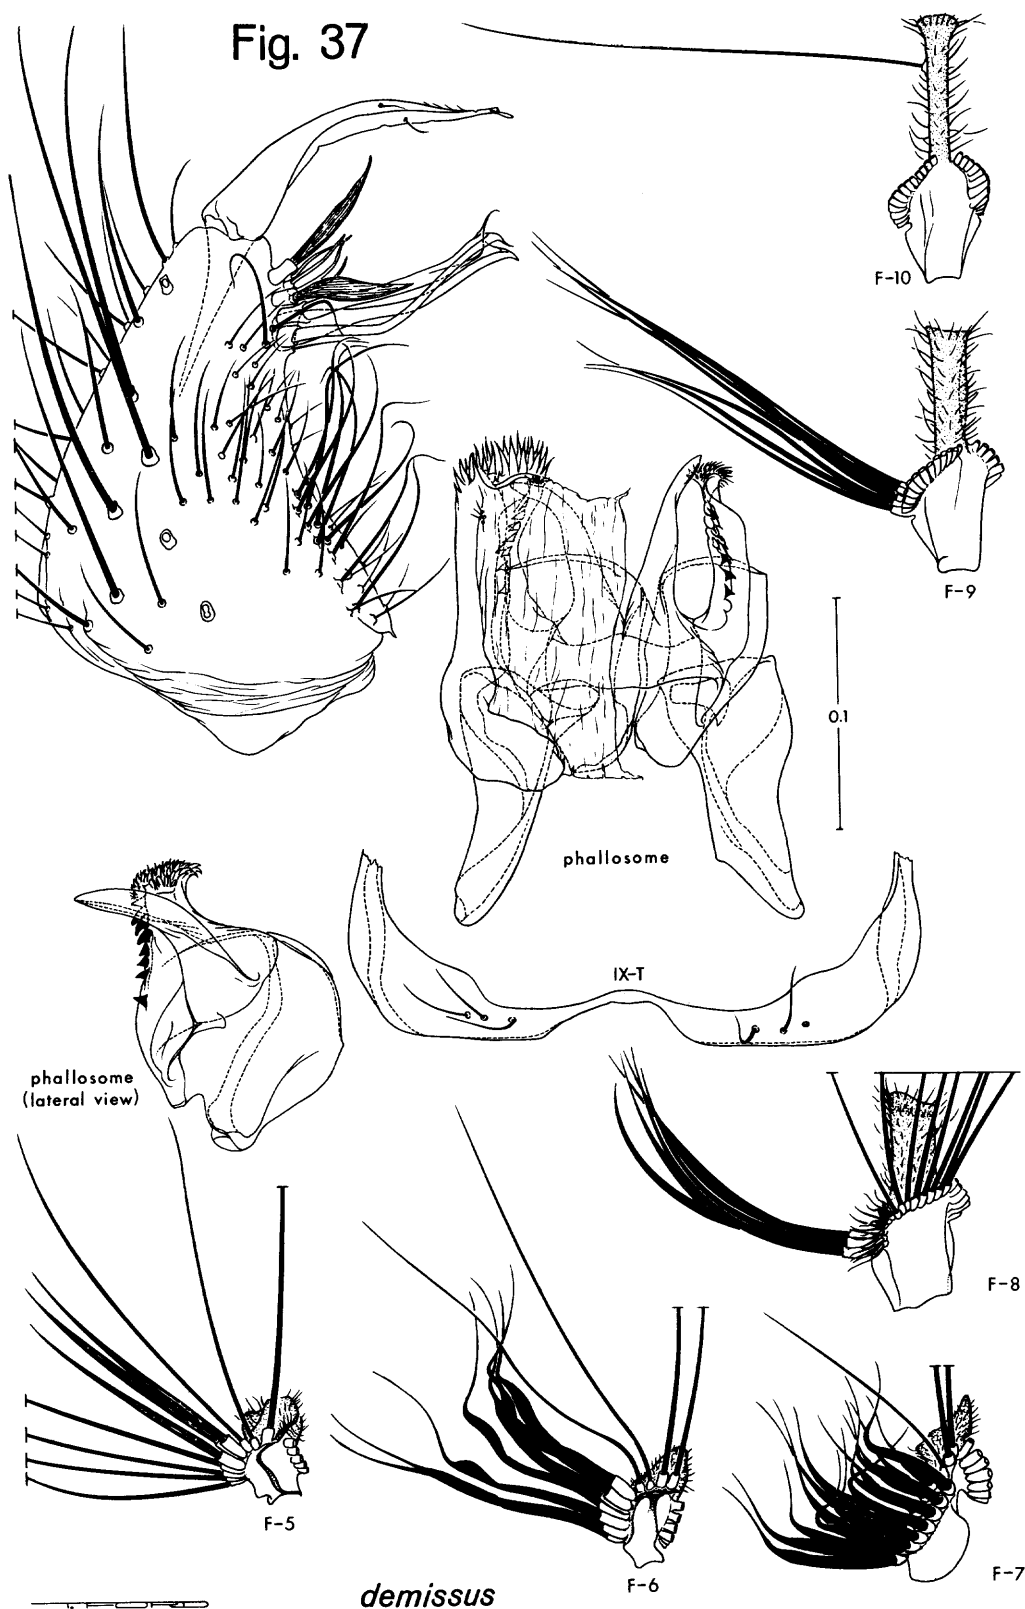 Fig. 37
F-10
F-9
0.1
phallosome
IX-T
phallosome
(lateral view)
F-8
F-5
F-6
F-7
demissus